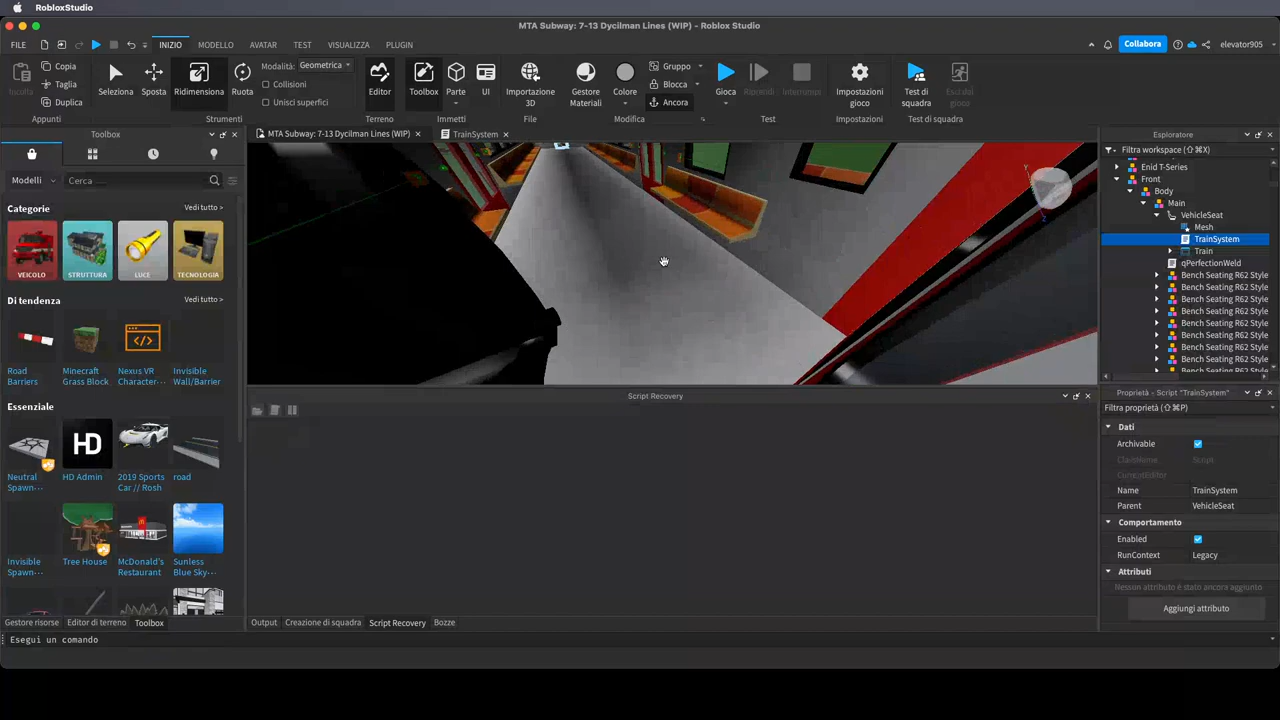 RobloxStudio
MTA Subway: 7-13 Dycilman Lines (WIP) - Roblox Studio
FILE INIZIO MODELLO AVATAR TEST VISUALIZZA PLUGIN Collabora elevator905
Incolla Copia Taglia Duplica
Seleziona Sposta Ridimensiona Ruota
Modalità: Geometrica
Collisioni
Unisci superfici
Editor Toolbox Parte UI Importazione 3D Gestore Materiali Colore
Gruppo
Blocca
Ancora
Gioca Riprendi Interrompi Impostazioni gioco Test di squadra Esci dal gioco
Appunti Strumenti Terreno Immetti File Modifica Test Impostazioni Test di squadra
Toolbox
Modelli Cerca
Categorie Vedi tutto >
VEICOLO STRUTTURA LUCE TECNOLOGIA
Di tendenza Vedi tutto >
Road Barriers
Minecraft Grass Block
Nexus VR Character-··
Invisible Wall/Barrier
Essenziale
HD
Neutral Spawn-··
HD Admin
2019 Sports Car // Rosh
road
Invisible Spawn-··
Tree House
McDonald's Restaurant
Sunless Blue Sky-··
Gestore risorse Editor di terreno Toolbox
MTA Subway: 7-13 Dycilman Lines (WIP) × TrainSystem ×
Y
Script Recovery
Output Creazione di squadra Script Recovery Bozze
Esegui un comando
Esploratore
Filtra workspace (⇧⌘X)
Enid T-Series
Front
Body
Main
VehicleSeat
Mesh
TrainSystem
Train
qPerfectionWeld
Bench Seating R62 Style
Bench Seating R62 Style
Bench Seating R62 Style
Bench Seating R62 Style
Bench Seating R62 Style
Bench Seating R62 Style
Bench Seating R62 Style
Bench Seating R62 Style
Bench Seating R62 Style
Proprietà - Script "TrainSystem"
Filtra proprietà (⇧⌘P)
Dati
Archivable
ClassName Script
CurrentEditor
Name TrainSystem
Parent VehicleSeat
Comportamento
Enabled
RunContext Legacy
Attributi
Nessun attributo è stato ancora aggiunto
Aggiungi attributo